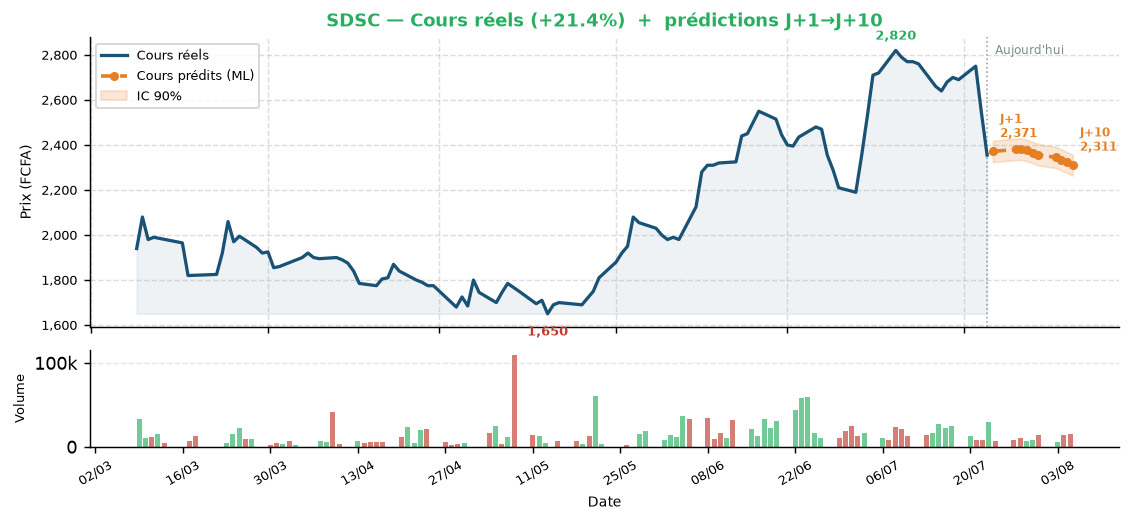 SDSC — Cours réels (+21.4%)  +  prédictions J+1→J+10
2,820
Aujourd'hui
Cours réels
Cours prédits (ML)
IC 90%
J+1
2,371
J+10
2,311
Prix (FCFA)
2,800
2,600
2,400
2,200
2,000
1,800
1,600
1,650
Volume
100k
0
02/03
16/03
30/03
13/04
27/04
11/05
25/05
08/06
22/06
06/07
20/07
03/08
Date